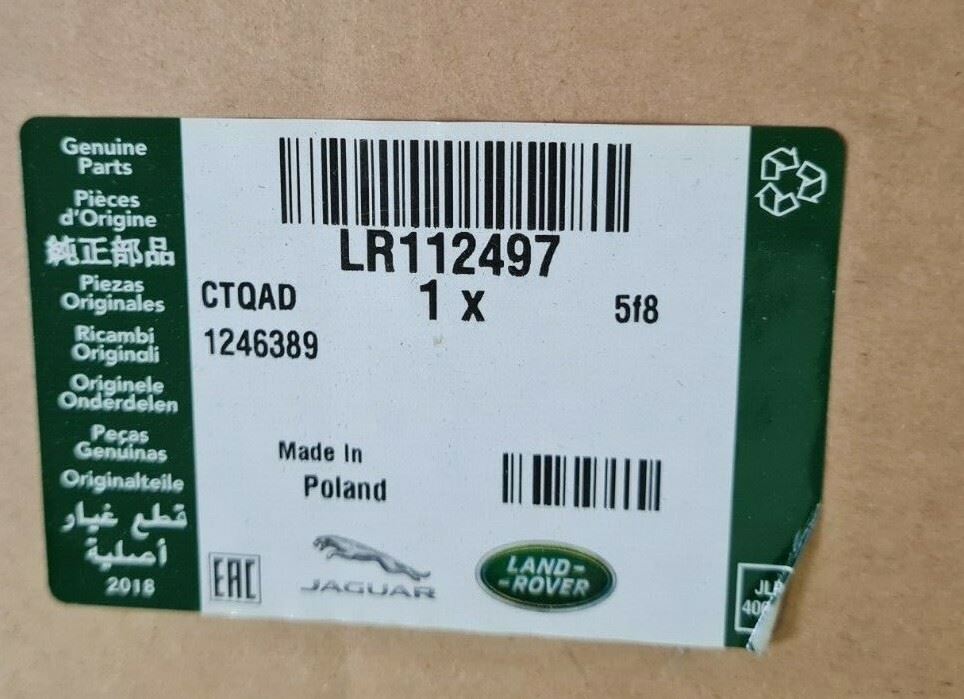 Genuine
Parts
Pièces
d'Origine
純正部品
Piezas
Originales
Ricambi
Originali
Originele
Onderdelen
Peças
Genuínas
Originalteile
قطع غيار
أصلية
2018
LR112497
CTQAD
1 x
5f8
1246389
Made In
Poland
EAC
JAGUAR
LAND-
-ROVER